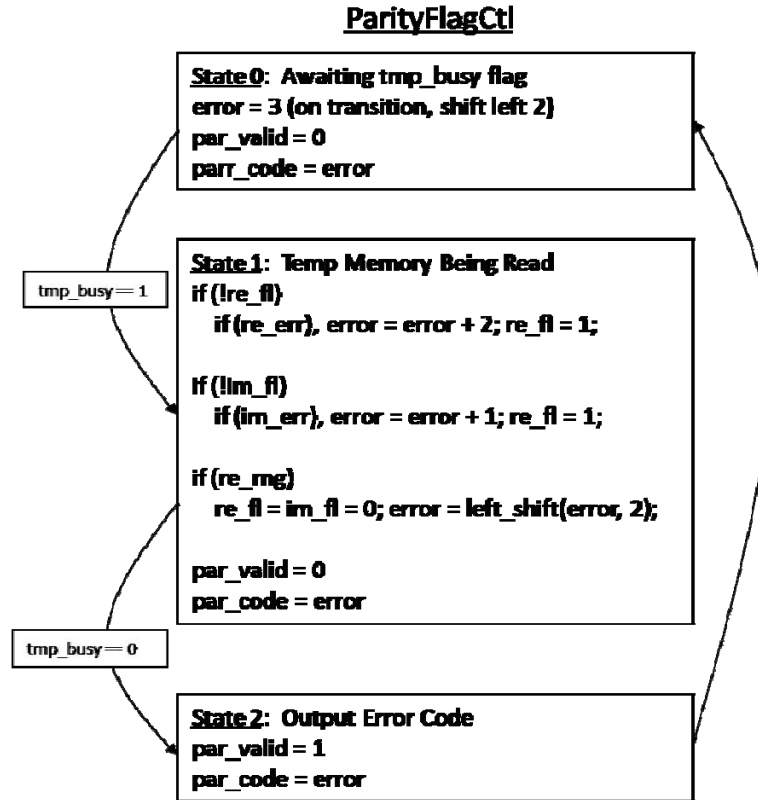 ParityFlagCtl
State 0: Awaiting tmp_busy flag
error = 3 (on transition, shift left 2)
par_valid = 0
parr_code = error
tmp_busy == 1
State 1: Temp Memory Being Read
if (!re_fl)
if (re_err), error = error + 2; re_fl = 1;
if (!im_fl)
if (im_err), error = error + 1; re_fl = 1;
if (re_rng)
re_fl = im_fl = 0; error = left_shift(error, 2);
par_valid = 0
par_code = error
tmp_busy == 0
State 2: Output Error Code
par_valid = 1
par_code = error